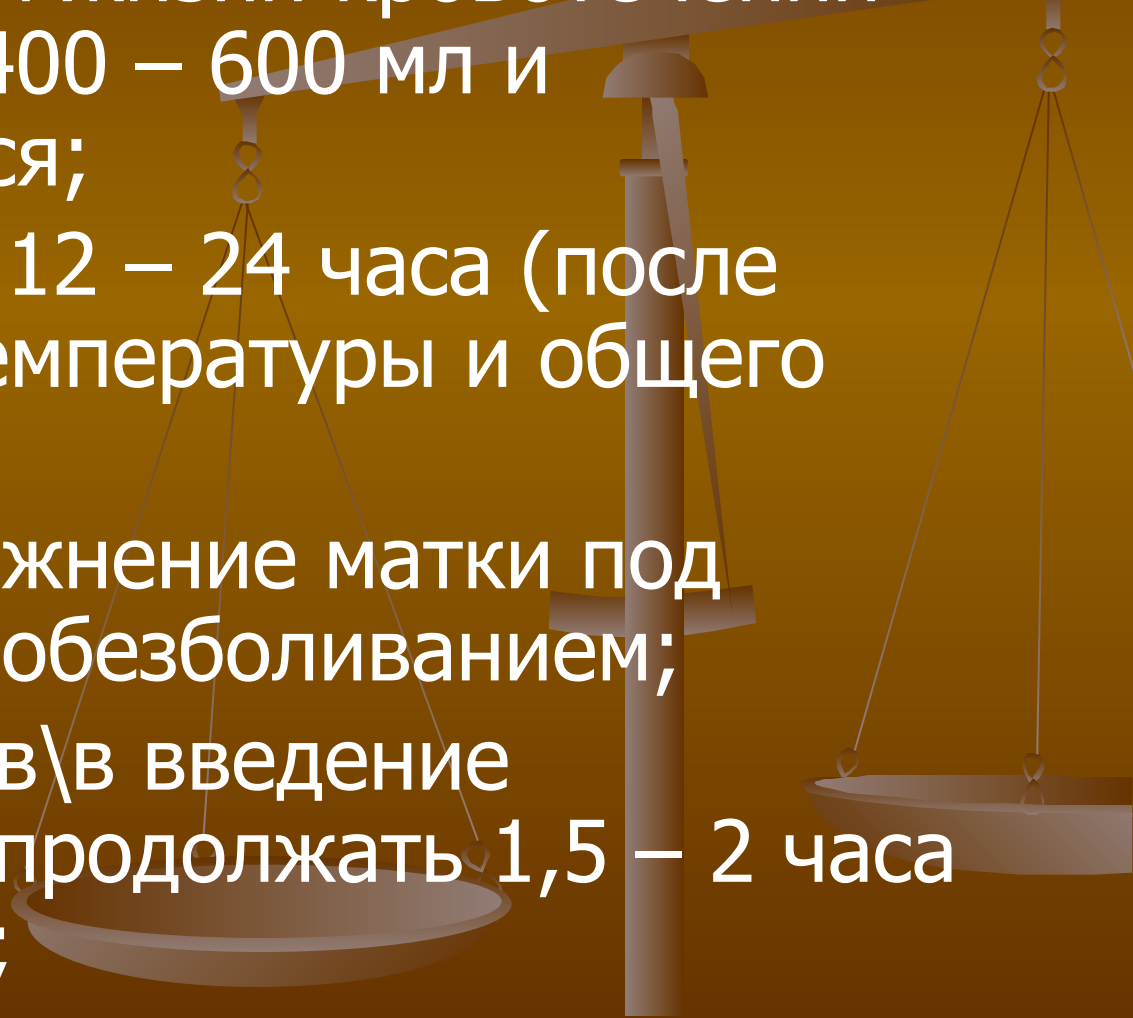 400 – 600 мл и
ся;
12 – 24 часа (после
емпературы и общего
жнение матки под
обезболиванием;
в\в введение
продолжать 1,5 – 2 часа
;